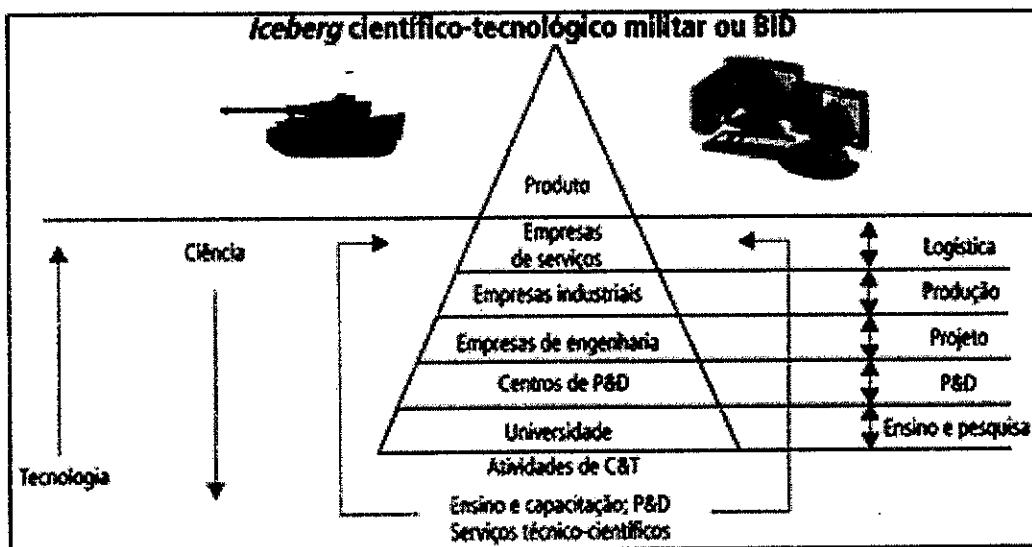 Iceberg científico-tecnológico militar ou BID
Produto
Ciência
Empresas
de serviços
Logística
Empresas industriais
Produção
Empresas de engenharia
Projeto
Centros de P&D
P&D
Universidade
Ensino e pesquisa
Tecnologia
Atividades de C&T
Ensino e capacitação; P&D
Serviços técnico-científicos